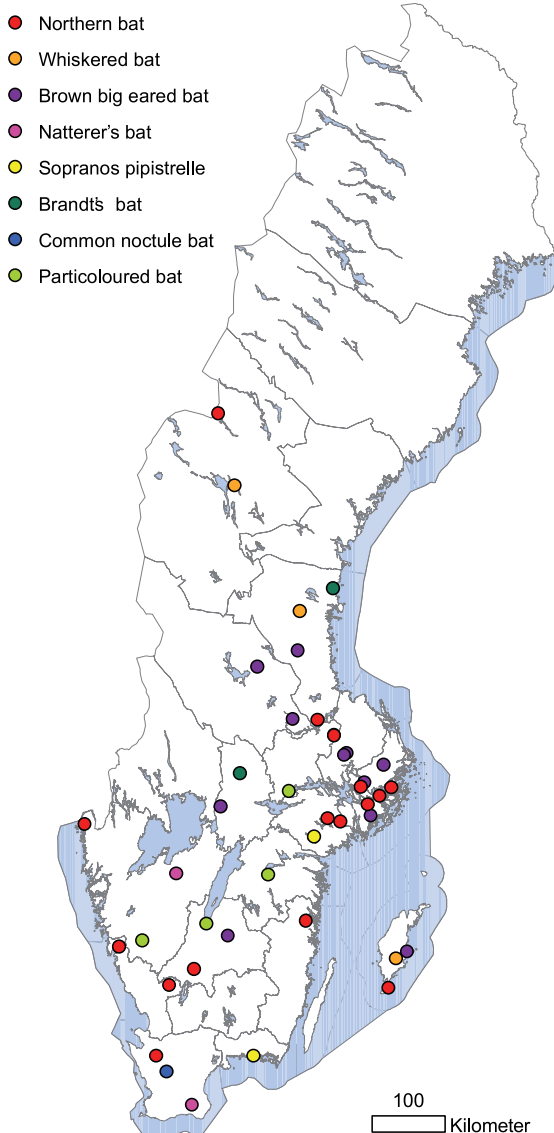 Northern bat
Whiskered bat
Brown big eared bat
Natterer's bat
Sopranos pipistrelle
Brandt's bat
Common noctule bat
Particoloured bat
100
Kilometer